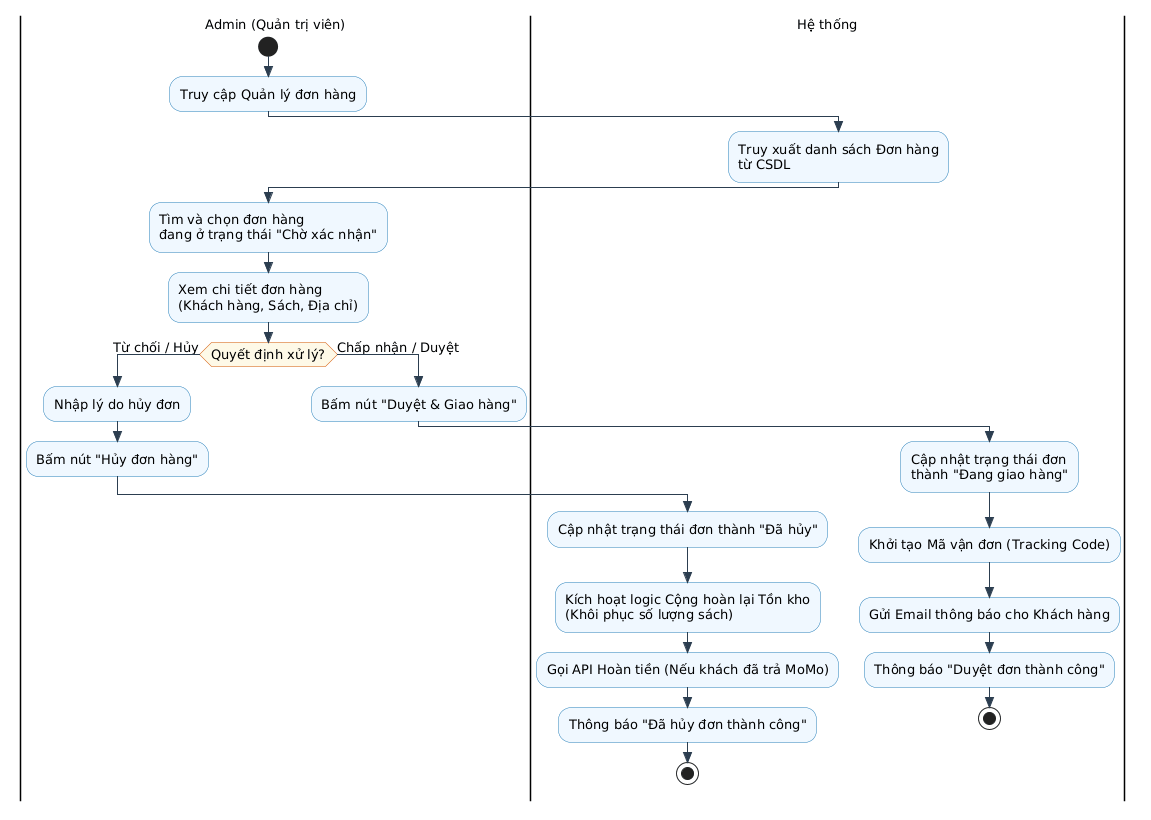 Admin (Quản trị viên)
Hệ thống
Truy cập Quản lý đơn hàng
Truy xuất danh sách Đơn hàng
từ CSDL
Tìm và chọn đơn hàng
đang ở trạng thái "Chờ xác nhận"
Xem chi tiết đơn hàng
(Khách hàng, Sách, Địa chỉ)
Từ chối / Hủy
Quyết định xử lý?
Chấp nhận / Duyệt
Nhập lý do hủy đơn
Bấm nút "Duyệt & Giao hàng"
Bấm nút "Hủy đơn hàng"
Cập nhật trạng thái đơn
thành "Đang giao hàng"
Cập nhật trạng thái đơn thành "Đã hủy"
Khởi tạo Mã vận đơn (Tracking Code)
Kích hoạt logic Cộng hoàn lại Tồn kho
(Khôi phục số lượng sách)
Gửi Email thông báo cho Khách hàng
Gọi API Hoàn tiền (Nếu khách đã trả MoMo)
Thông báo "Duyệt đơn thành công"
Thông báo "Đã hủy đơn thành công"